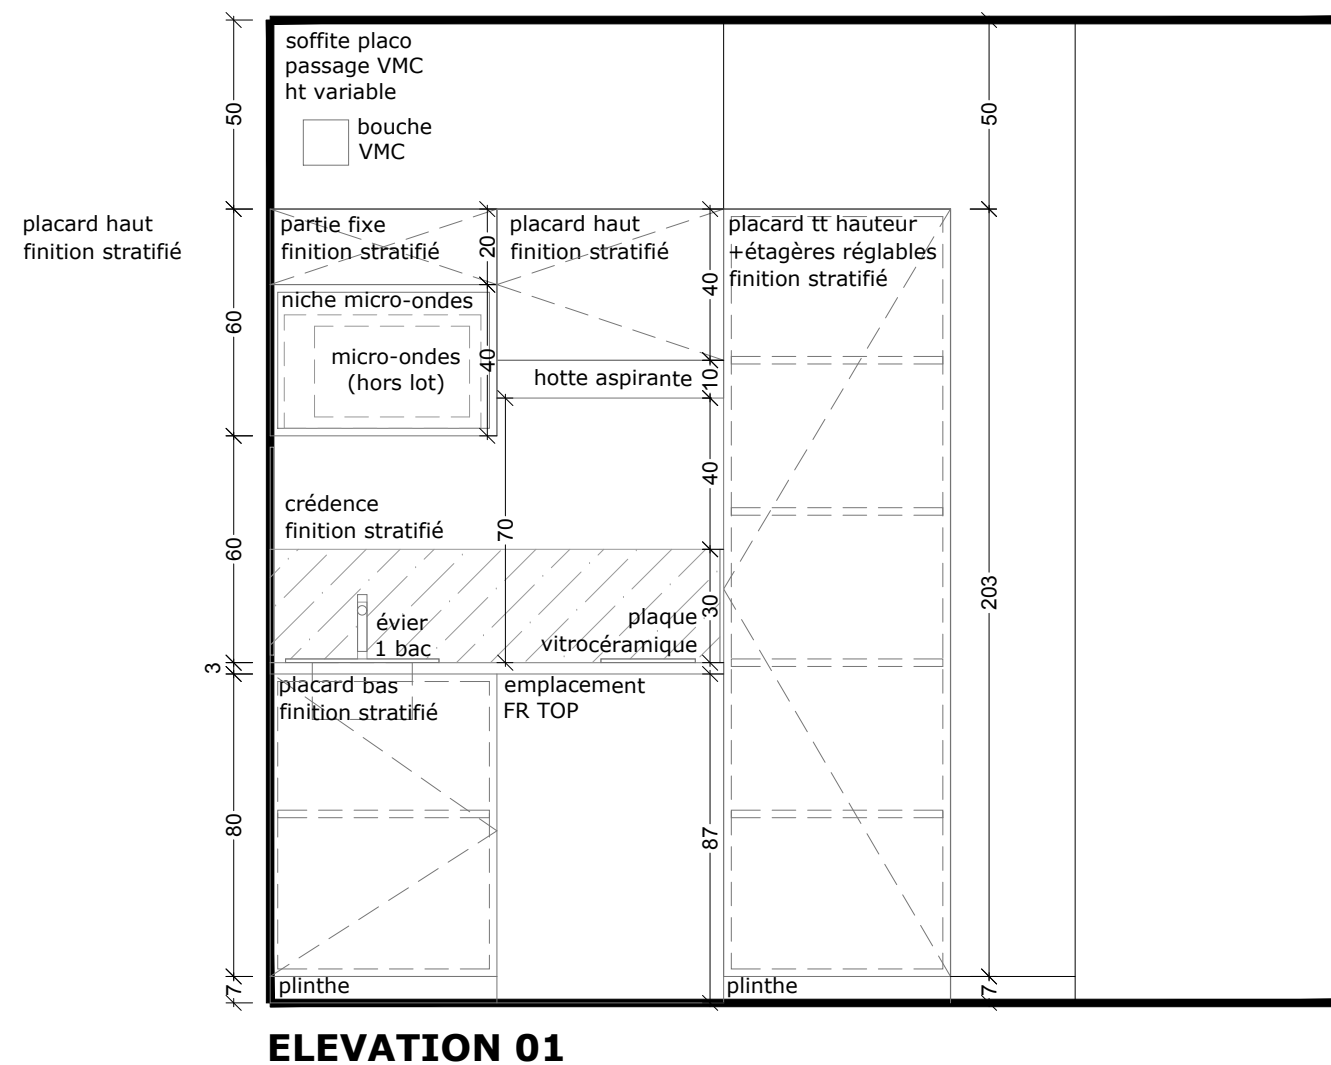 soffite placo
passage VMC
ht variable
50
50
bouche
VMC
placard haut
finition stratifié
partie fixe
finition stratifié
20
placard haut
finition stratifié
40
placard tt hauteur
+étagères réglables
finition stratifié
60
niche micro-ondes
micro-ondes
(hors lot)
40
hotte aspirante
10
crédence
finition stratifié
60
70
40
203
évier
1 bac
plaque
vitrocéramique
30
3
placard bas
finition stratifié
emplacement
FR TOP
80
87
7
plinthe
plinthe
7
ELEVATION 01